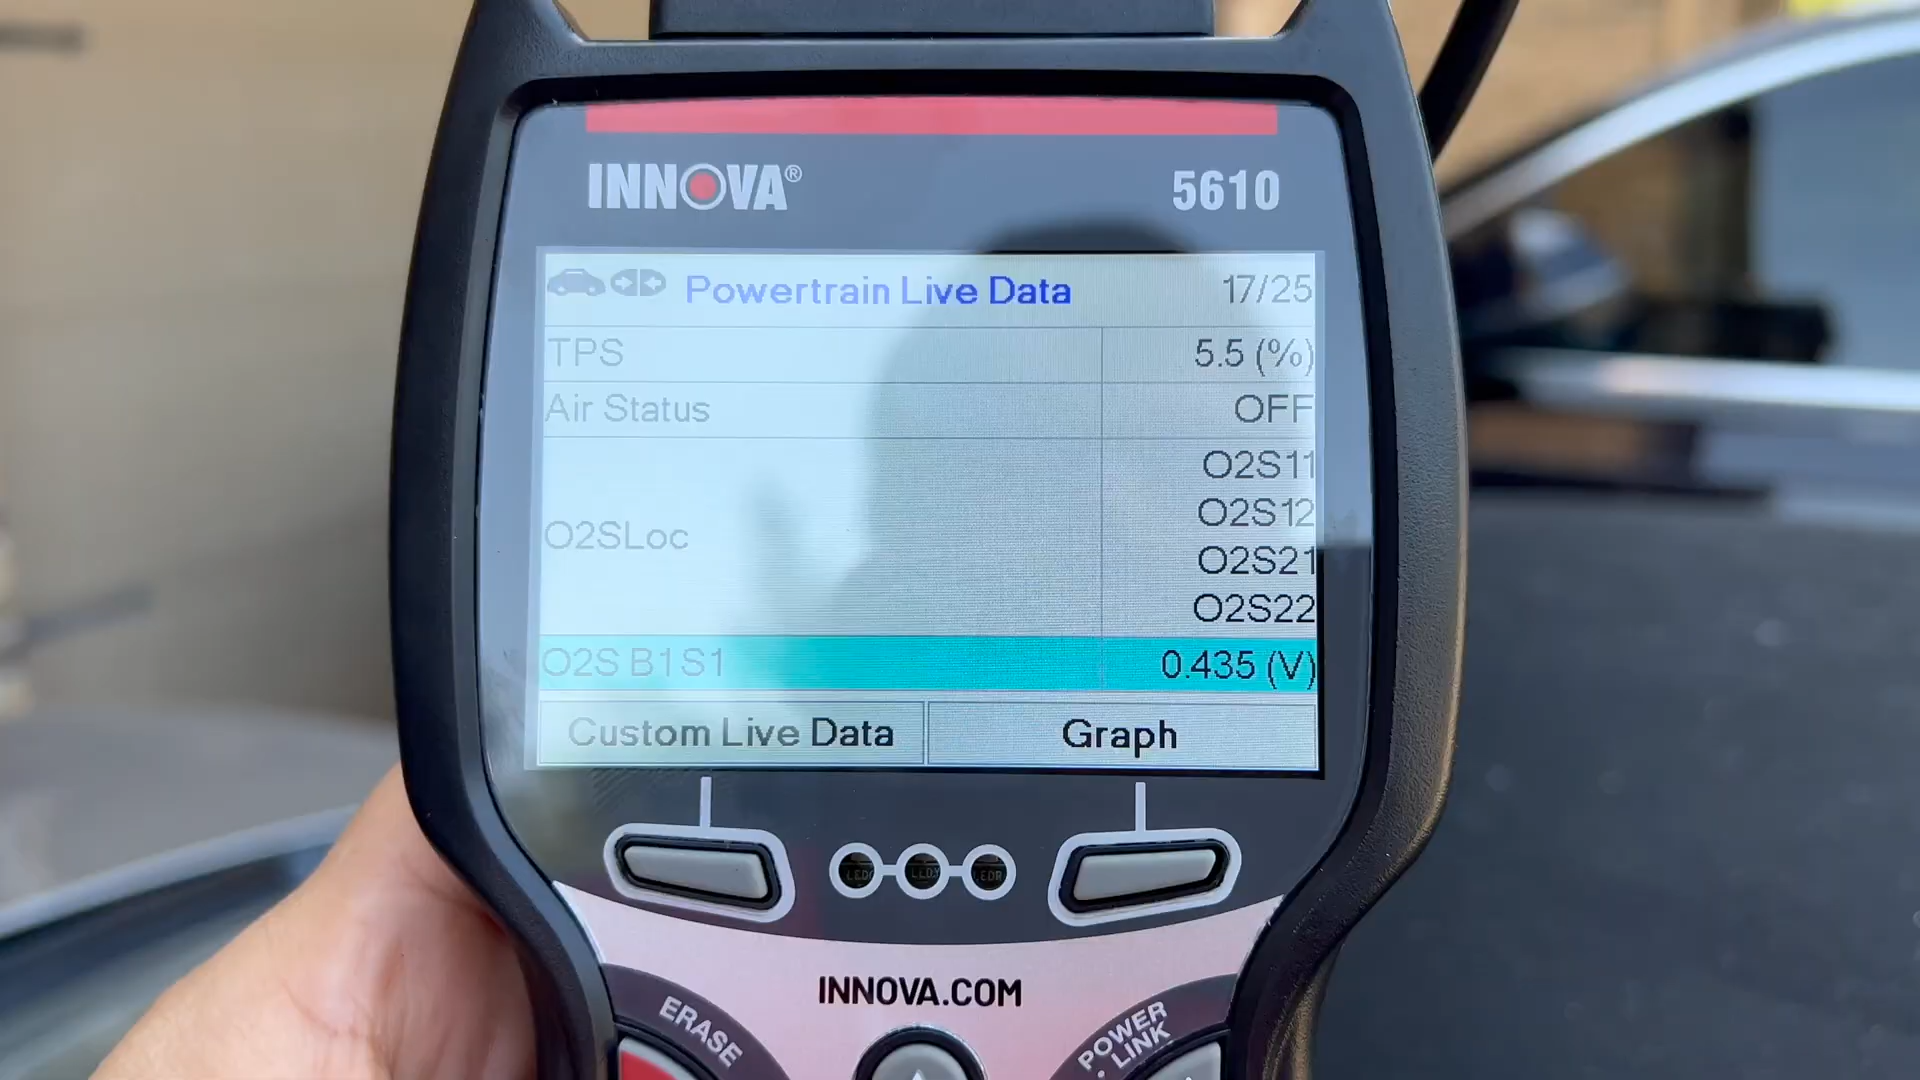 INNOVA® 5610
Powertrain Live Data 17/25
TPS 5.5 (%)
Air Status OFF
O2SLoc O2S11
O2S12
O2S21
O2S22
O2S B1S1 0.435 (V)
Custom Live Data Graph
INNOVA.COM
ERASE
POWER
LINK